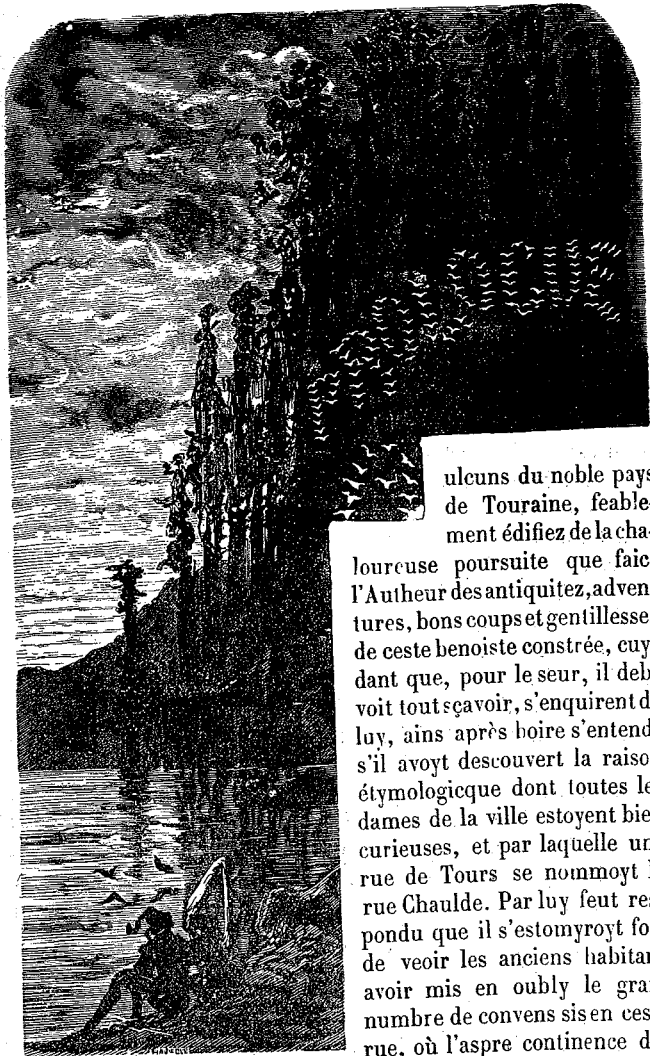 PROLOGUS
ulcuns du noble pays
de Touraine, feable-
ment édifiez de la cha-
loureuse poursuite que faic
l'Autheur des antiquitez, adven
tures, bons coups et gentillesse
de ceste benoiste constrée, cuy
dant que, pour le seur, il deb
voit tout sçavoir, s'enquirent d
luy, ains après boire s'entend
s'il avoyt descouvert la raiso
étymologicque dont toutes le
dames de la ville estoyent bie
curieuses, et par laquelle un
rue de Tours se nommoyt l
rue Chaulde. Par luy feut res
pondu que il s'estomyroyt fo
de veoir les anciens habitan
avoir mis en oubly le gran
numbre de convens sis en ces
rue, où l'aspre continence d